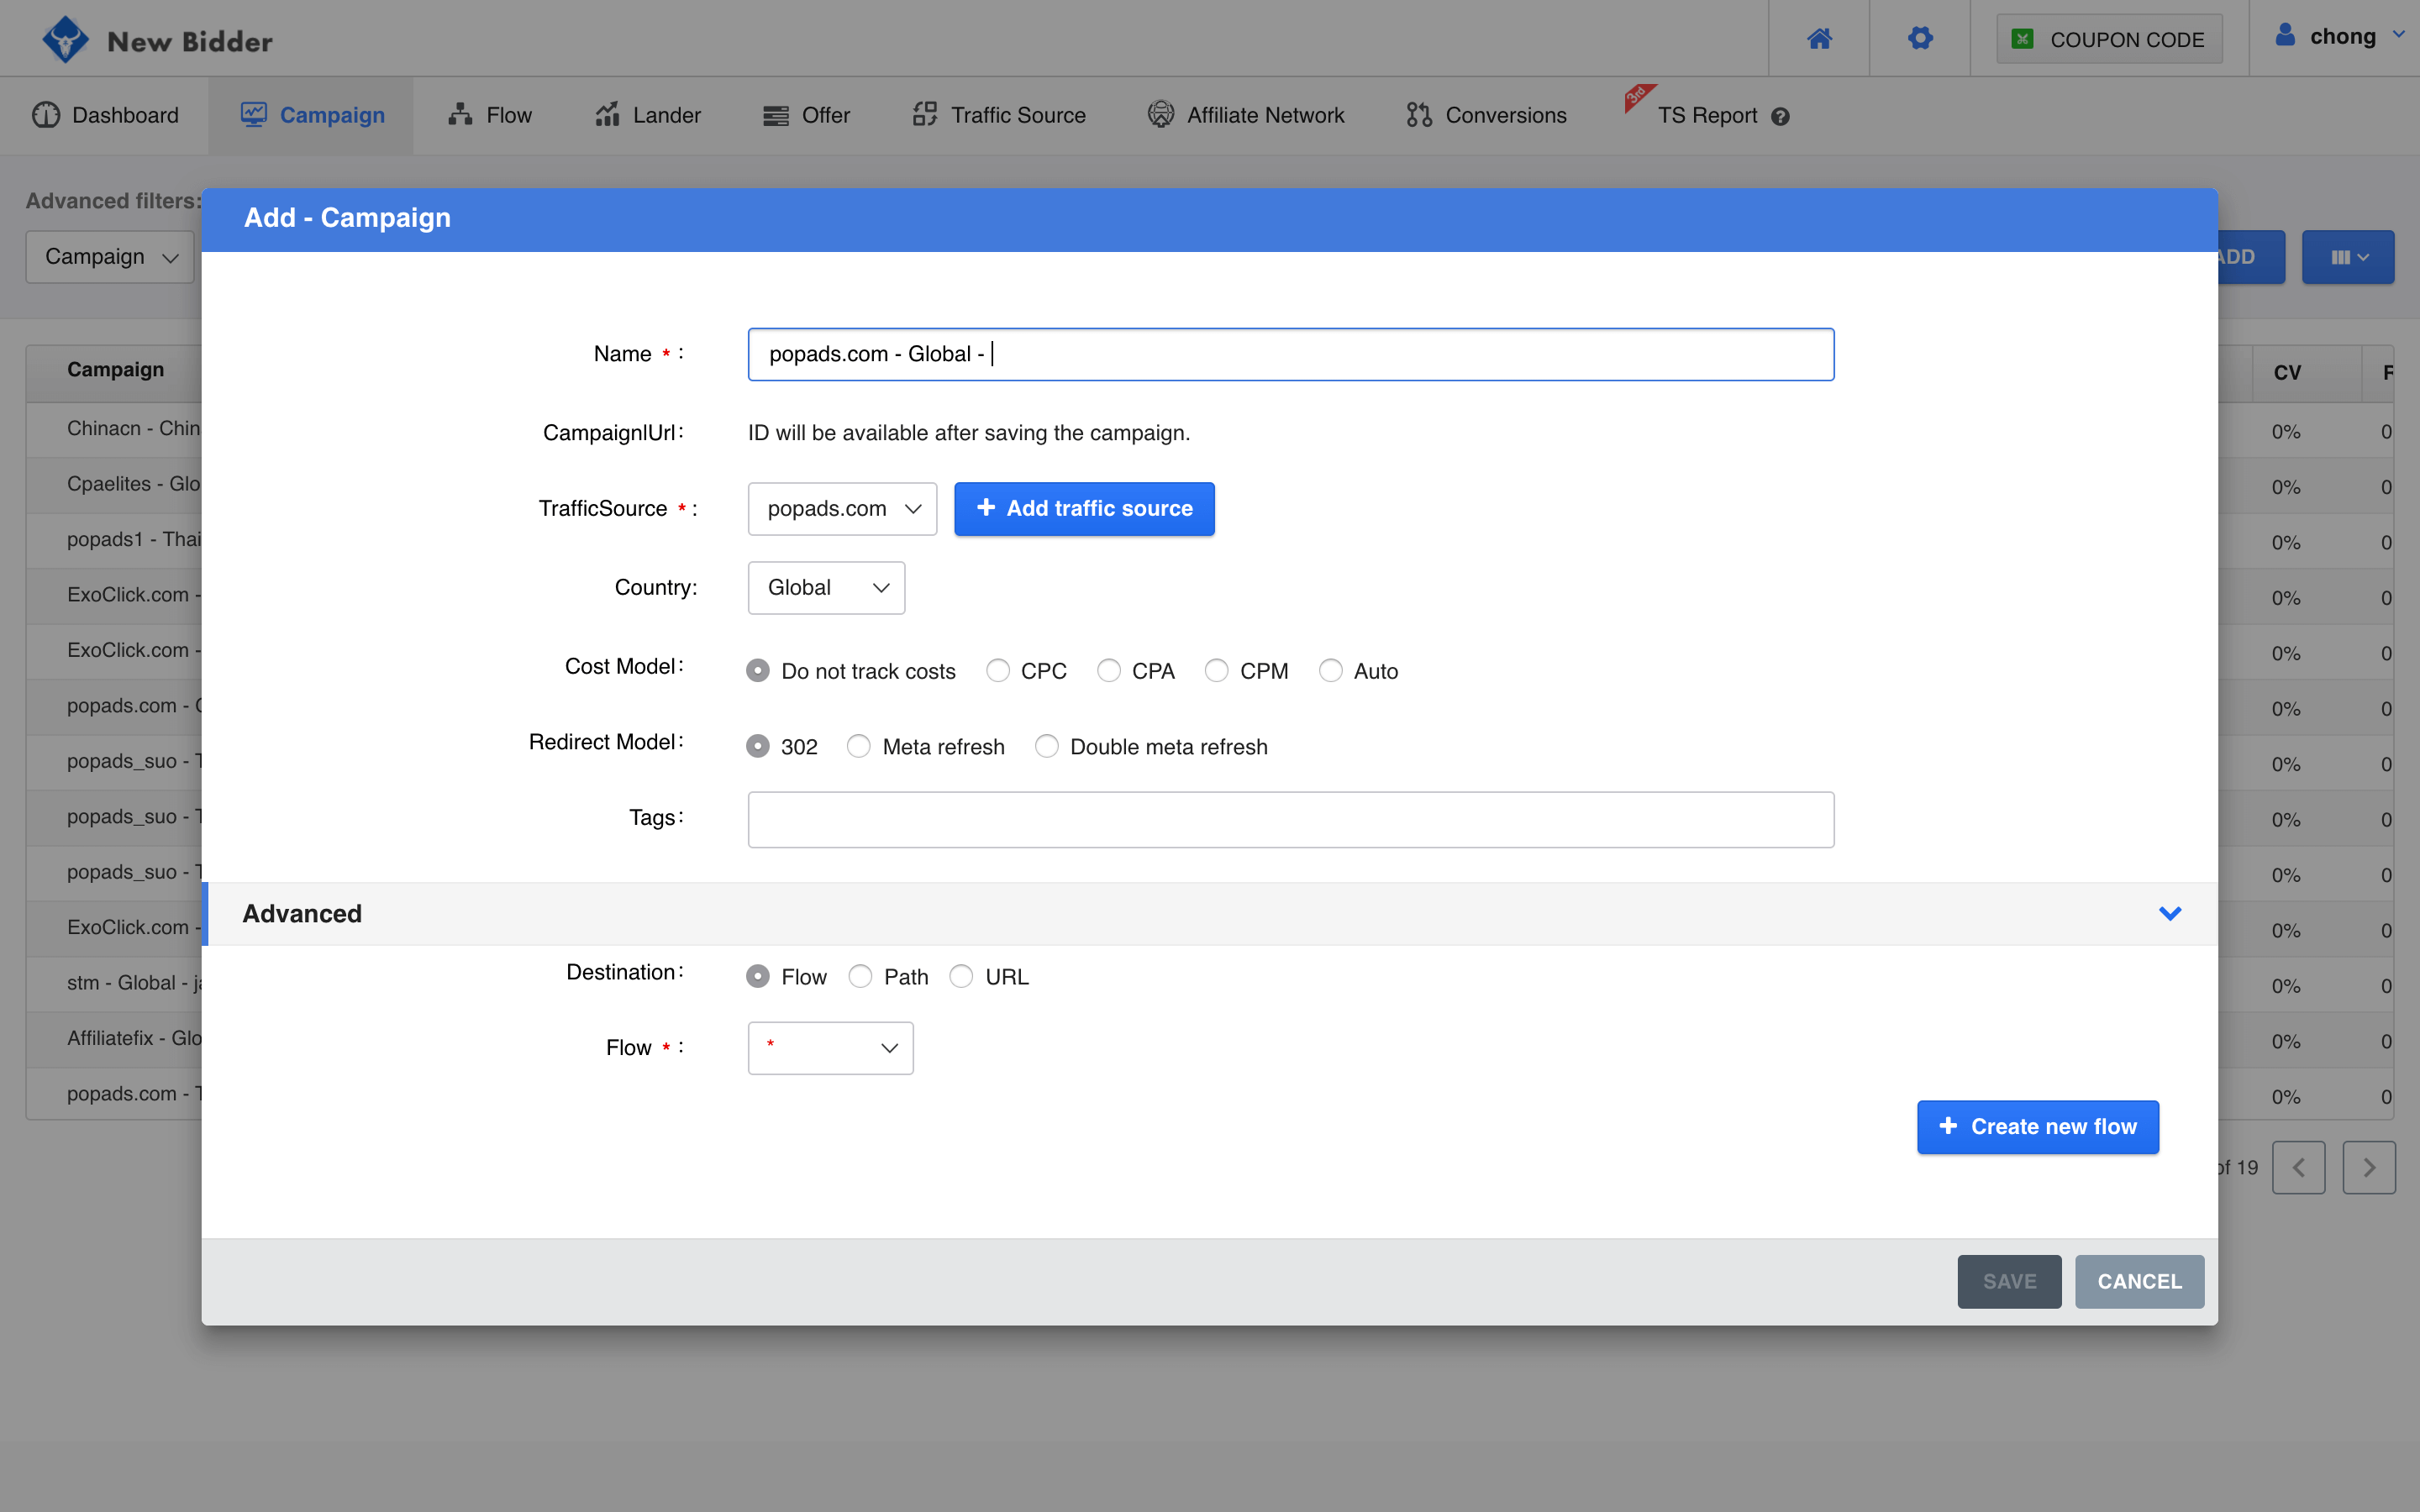 New Bidder
COUPON CODE
chong
Dashboard
Campaign
Flow
Lander
Offer
Traffic Source
Affiliate Network
Conversions
3rd
TS Report
Advanced filters:
Campaign
ADD
Add - Campaign
Name * :
popads.com - Global -
CampaignlUrl:
ID will be available after saving the campaign.
TrafficSource * :
popads.com
+ Add traffic source
Country:
Global
Cost Model:
Do not track costs
CPC
CPA
CPM
Auto
Redirect Model:
302
Meta refresh
Double meta refresh
Tags:
Advanced
Destination:
Flow
Path
URL
Flow * :
*
+ Create new flow
SAVE
CANCEL
Campaign
CV
Chinacn - Chin
0%
0
Cpaelites - Glo
0%
0
popads1 - Thai
0%
0
ExoClick.com -
0%
0
ExoClick.com -
0%
0
popads.com -
0%
0
popads_suo - T
0%
0
popads_suo - T
0%
0
popads_suo - T
0%
0
ExoClick.com -
0%
0
stm - Global - ja
0%
0
Affiliatefix - Glo
0%
0
popads.com - T
0%
0
of 19